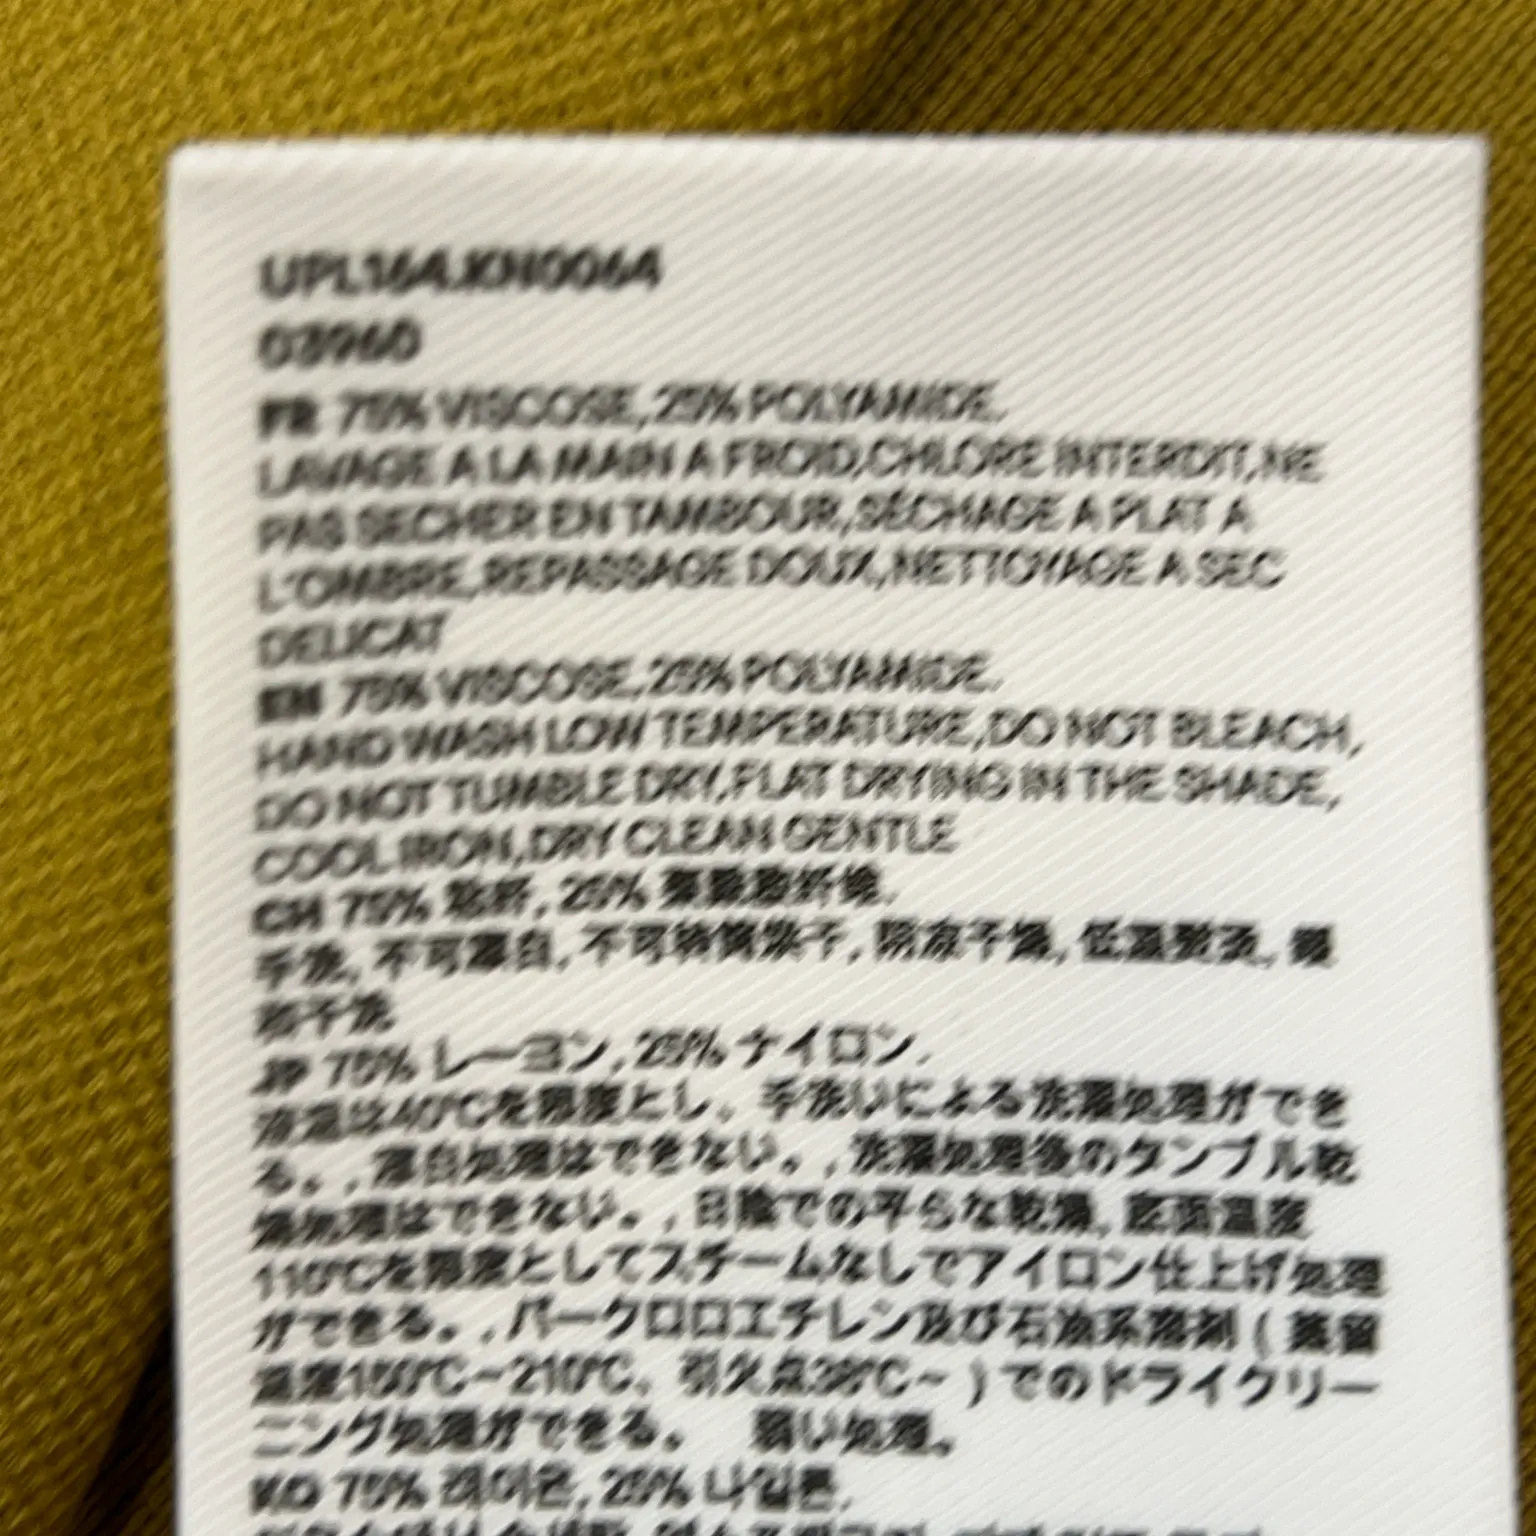 UPL164.KN0064
03960
FR 75% VISCOSE, 25% POLYAMIDE.
LAVAGE A LA MAIN A FROID,CHLORE INTERDIT,NE
PAS SECHER EN TAMBOUR,SÉCHAGE A PLAT A
L'OMBRE,REPASSAGE DOUX,NETTOYAGE A SEC
DELICAT
EN 75% VISCOSE, 25% POLYAMIDE.
HAND WASH LOW TEMPERATURE,DO NOT BLEACH,
DO NOT TUMBLE DRY,FLAT DRYING IN THE SHADE,
COOL IRON,DRY CLEAN GENTLE
CH 75% 粘纤, 25% 聚酰胺纤维.
手洗, 不可漂白, 不可转筒烘干, 阴凉干燥, 低温熨烫, 缓
和干洗
JP 75% レーヨン, 25% ナイロン.
液温は40℃を限度とし、手洗いによる洗濯処理ができ
る。, 漂白処理はできない。, 洗濯処理後のタンブル乾
燥処理はできない。, 日陰での平らな乾燥, 底面温度
110℃を限度としてスチームなしでアイロン仕上げ処理
ができる。, パークロロエチレン及び石油系溶剤 ( 蒸留
温度150℃~210℃、引火点38℃~ ) でのドライクリー
ニング処理ができる。 弱い処理。
KO 75% 레이온, 25% 나일론.